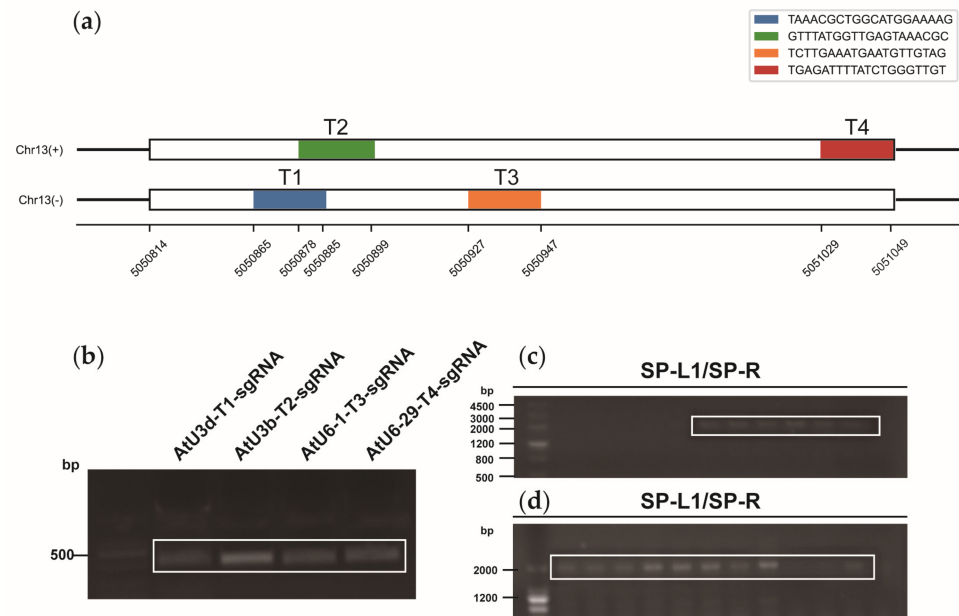 (a)
TAAACGCTGGCATGGAAAAG
GTTTATGGTTGAGTAAACGC
TCTTGAAATGAATGTTGTAG
TGAGATTTTATCTGGGTTGT
T2
T4
Chr13(+)
T1
T3
Chr13(-)
5050814
5050865
5050878
5050885
5050899
5050927
5050947
5051029
5051049
(b)
AtU3d-T1-sgRNA
AtU3b-T2-sgRNA
AtU6-1-T3-sgRNA
AtU6-29-T4-sgRNA
bp
500
(c)
SP-L1/SP-R
bp
4500
3000
2000
1200
800
500
(d)
SP-L1/SP-R
bp
2000
1200